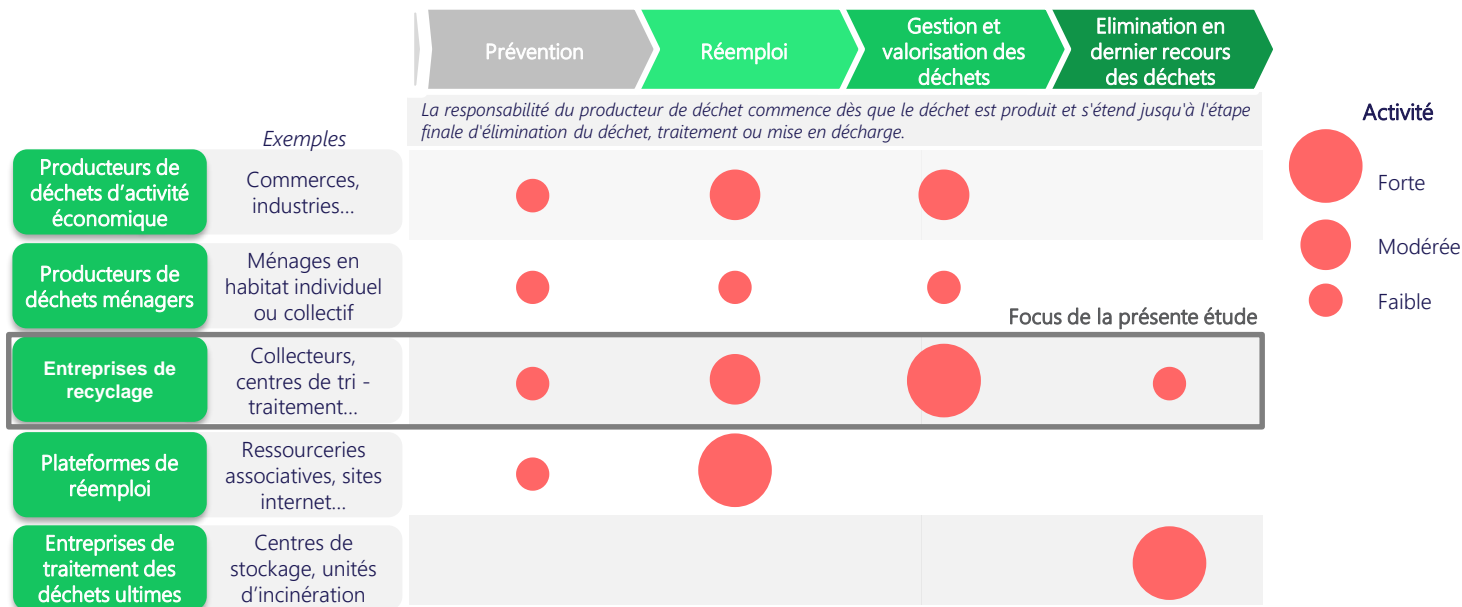 Prévention
Réemploi
Gestion et
valorisation des
déchets
Elimination en
dernier recours
des déchets
La responsabilité du producteur de déchet commence dès que le déchet est produit et s'étend jusqu'à l'étape
finale d'élimination du déchet, traitement ou mise en décharge.
Exemples
Activité
Forte
Modérée
Faible
Producteurs de
déchets d’activité
économique
Commerces,
industries…
Producteurs de
déchets ménagers
Ménages en
habitat individuel
ou collectif
Focus de la présente étude
Entreprises de
recyclage
Collecteurs,
centres de tri -
traitement…
Plateformes de
réemploi
Ressourceries
associatives, sites
internet…
Entreprises de
traitement des
déchets ultimes
Centres de
stockage, unités
d’incinération